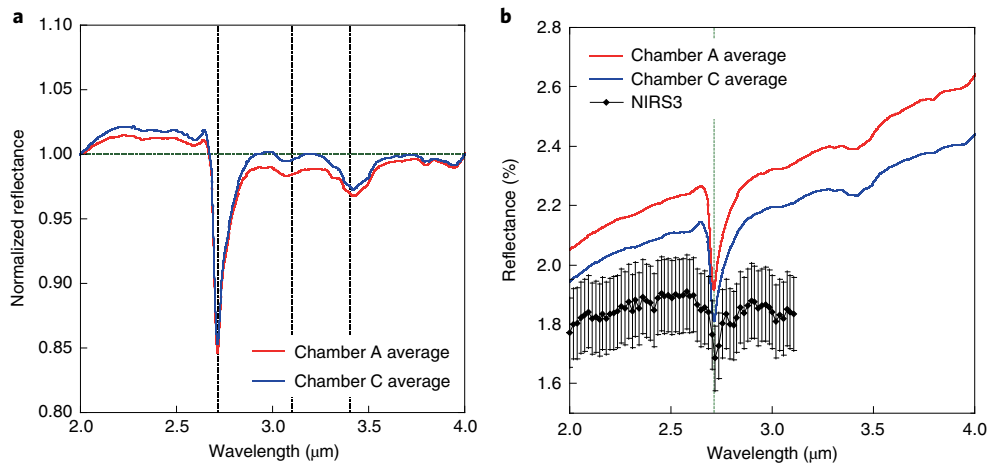 a
1.10
1.05
1.00
0.95
0.90
0.85
0.80
Normalized reflectance
2.0
2.5
3.0
3.5
4.0
Wavelength (μm)
Chamber A average
Chamber C average
b
2.8
2.6
2.4
2.2
2.0
1.8
1.6
Reflectance (%)
2.0
2.5
3.0
3.5
4.0
Wavelength (μm)
Chamber A average
Chamber C average
NIRS3